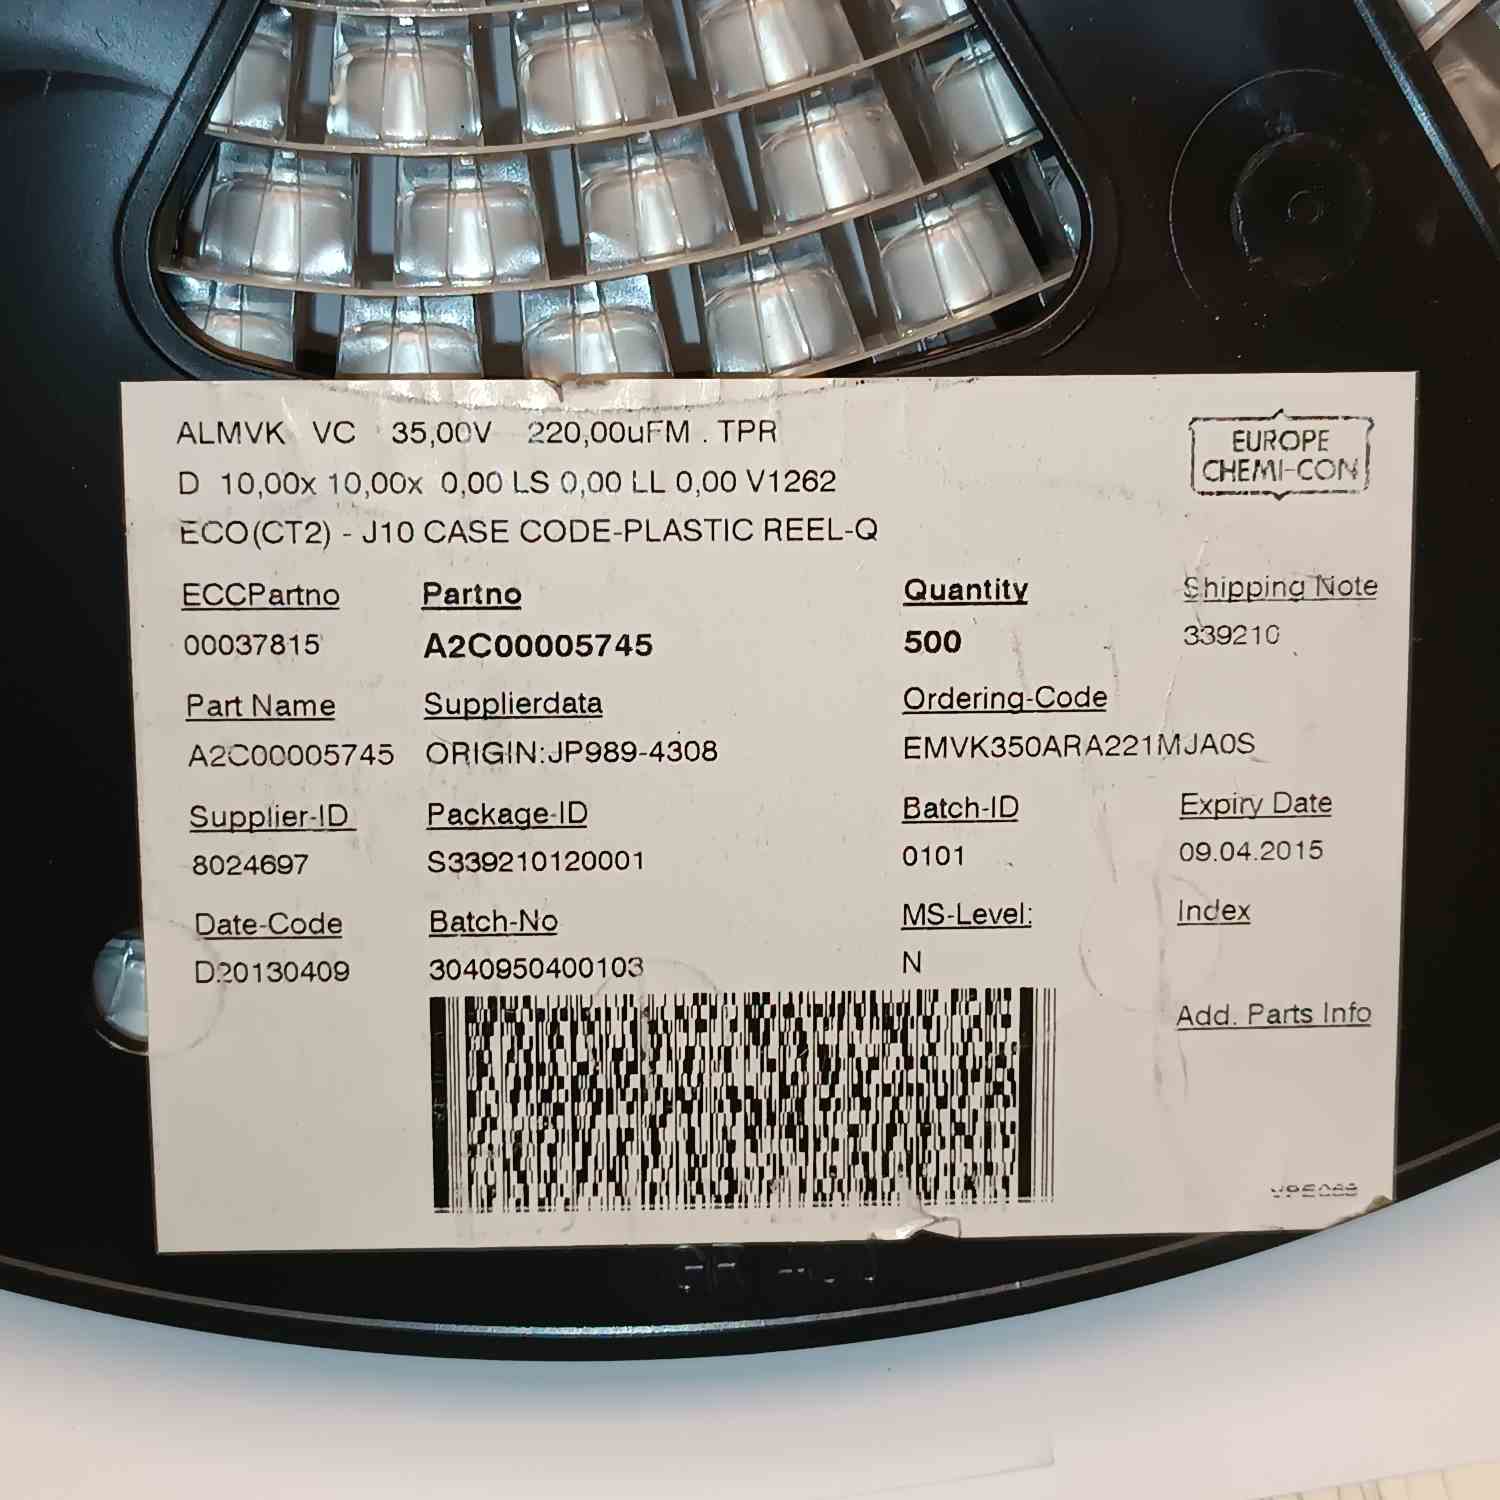 ALMVK VC 35,00V 220,00uFM . TPR
D 10,00x 10,00x 0,00 LS 0,00 LL 0,00 V1262
ECO(CT2) - J10 CASE CODE-PLASTIC REEL-Q
EUROPE
CHEMI-CON
ECCPartno Partno Quantity Shipping Note
00037815 A2C00005745 500 339210
Part Name Supplierdata Ordering-Code
A2C00005745 ORIGIN:JP989-4308 EMVK350ARA221MJA0S
Supplier-ID Package-ID Batch-ID Expiry Date
8024697 S339210120001 0101 09.04.2015
Date-Code Batch-No MS-Level: Index
D20130409 3040950400103 N
Add. Parts Info